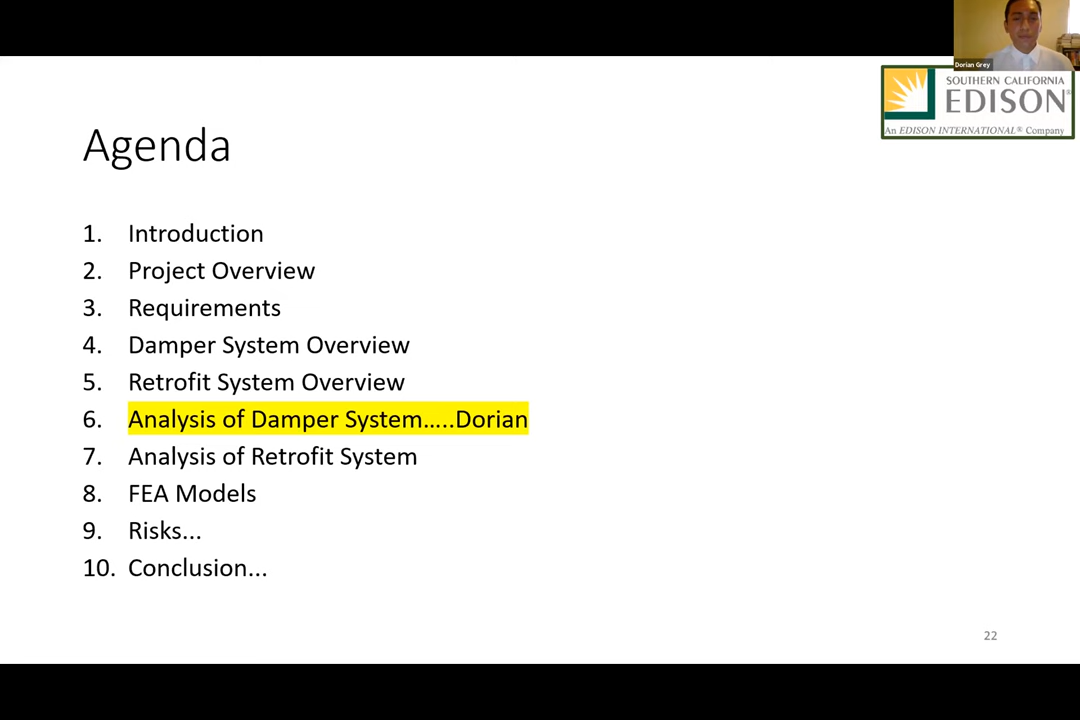 Dorian Grey
SOUTHERN CALIFORNIA
EDISON®
An EDISON INTERNATIONAL® Company
Agenda
1. Introduction
2. Project Overview
3. Requirements
4. Damper System Overview
5. Retrofit System Overview
6. Analysis of Damper System…..Dorian
7. Analysis of Retrofit System
8. FEA Models
9. Risks...
10. Conclusion...
22